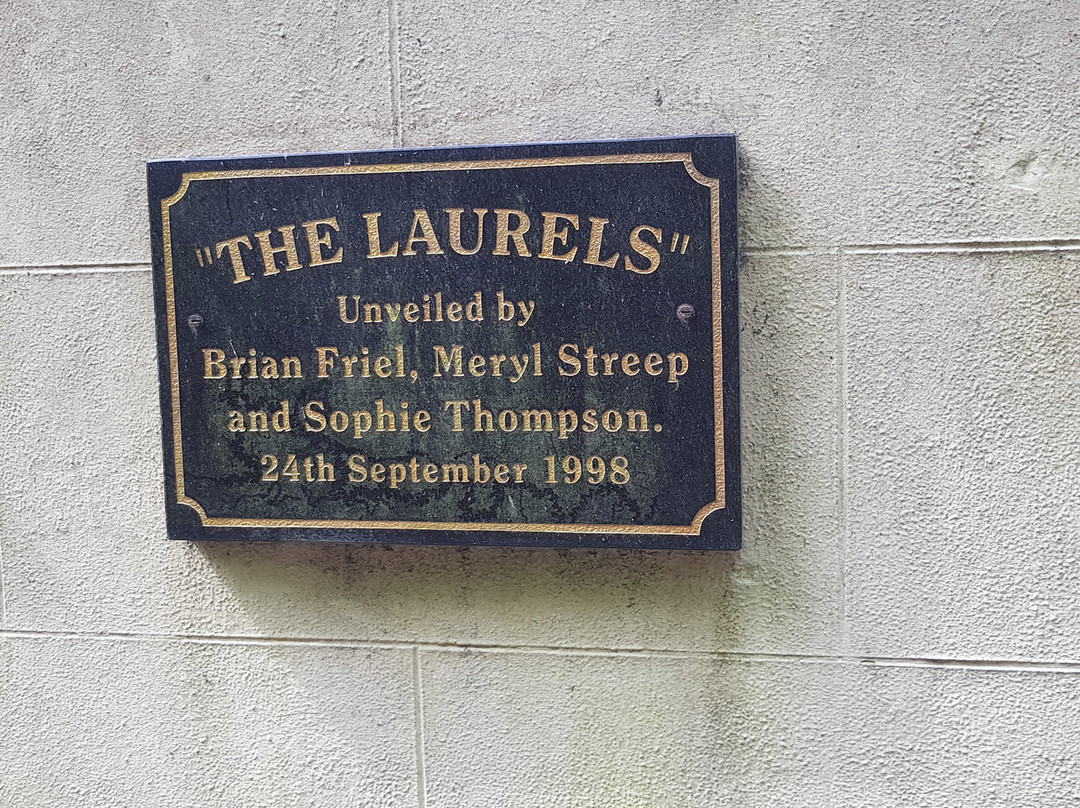 "THE LAURELS"
Unveiled by
Brian Friel, Meryl Streep
and Sophie Thompson.
24th September 1998